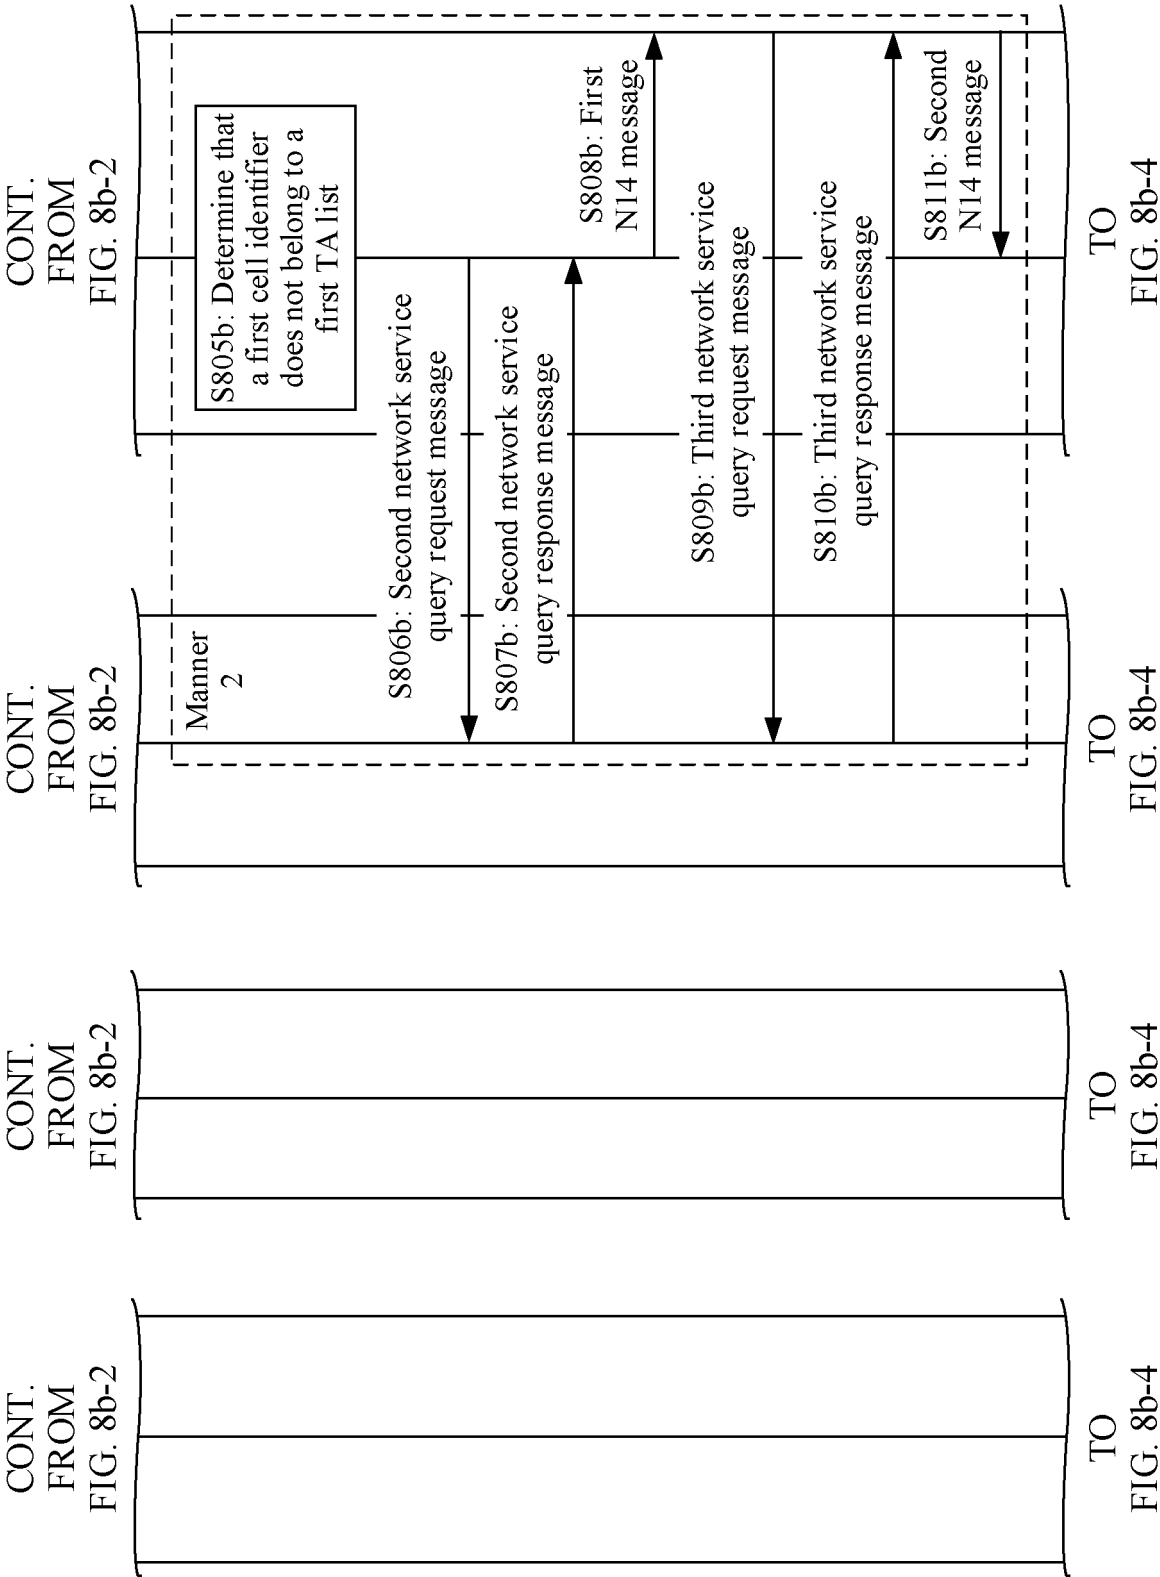 CONT.
FROM
FIG. 8b-2
CONT.
FROM
FIG. 8b-2
CONT.
FROM
FIG. 8b-2
CONT.
FROM
FIG. 8b-2
Manner
2
S805b: Determine that
a first cell identifier
does not belong to a
first TA list
S806b: Second network service
query request message
S807b: Second network service
query response message
S808b: First
N14 message
S809b: Third network service
query request message
S810b: Third network service
query response message
S811b: Second
N14 message
TO
FIG. 8b-4
TO
FIG. 8b-4
TO
FIG. 8b-4
TO
FIG. 8b-4